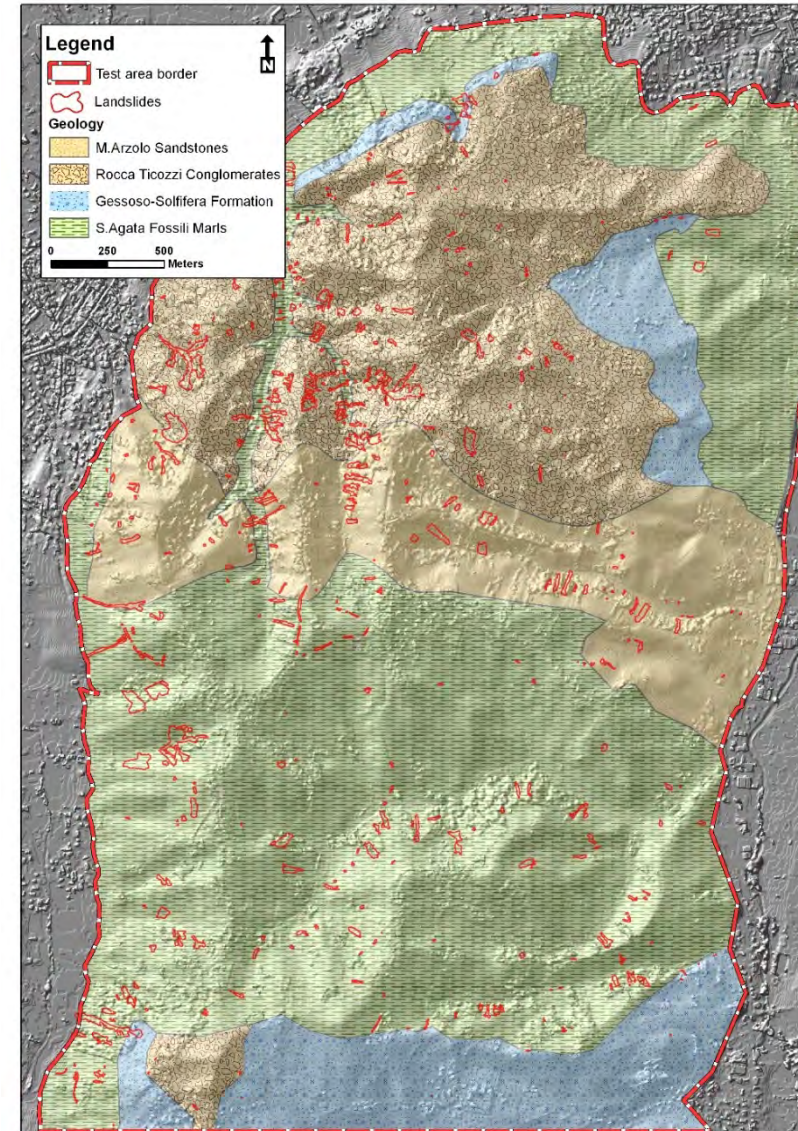 Legend
N
Test area border
Landslides
Geology
M.Arzolo Sandstones
Rocca Ticozzi Conglomerates
Gessoso-Solfifera Formation
S.Agata Fossili Marls
0 250 500
Meters